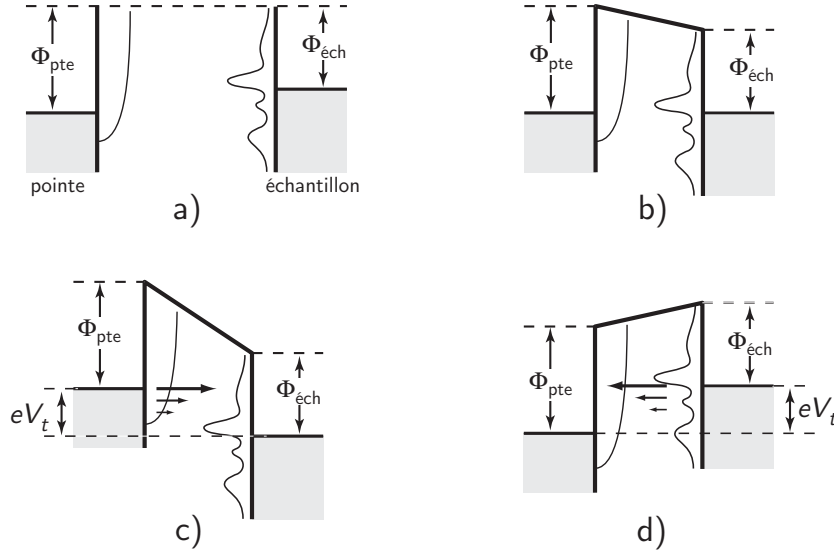 Φpte
Φéch
pointe
échantillon
a)
Φpte
Φéch
b)
Φpte
Φéch
eVt
c)
Φpte
Φéch
eVt
d)